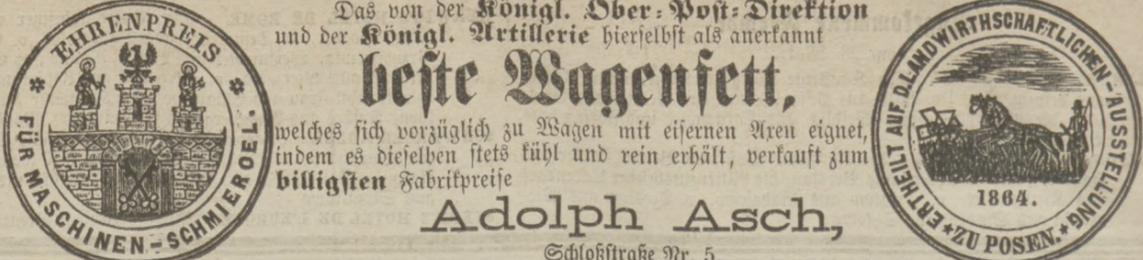 EHRENPREIS
FÜR MASCHINEN-SCHMIEROEL.
Das von der Königl. Ober-Post-Direktion
und der Königl. Artillerie hierselbst als anerkannt
beste Wagenfett,
welches sich vorzüglich zu Wagen mit eisernen Axen eignet,
indem es dieselben stets kühl und rein erhält, verkauft zum
billigsten Fabrikpreise
Adolph Asch,
Schloßstraße Nr. 5.
ERTHEILT AUF D. LANDWIRTHSCHAFTLICHEN-AUSSTELLUNG
1864.
ZU POSEN.